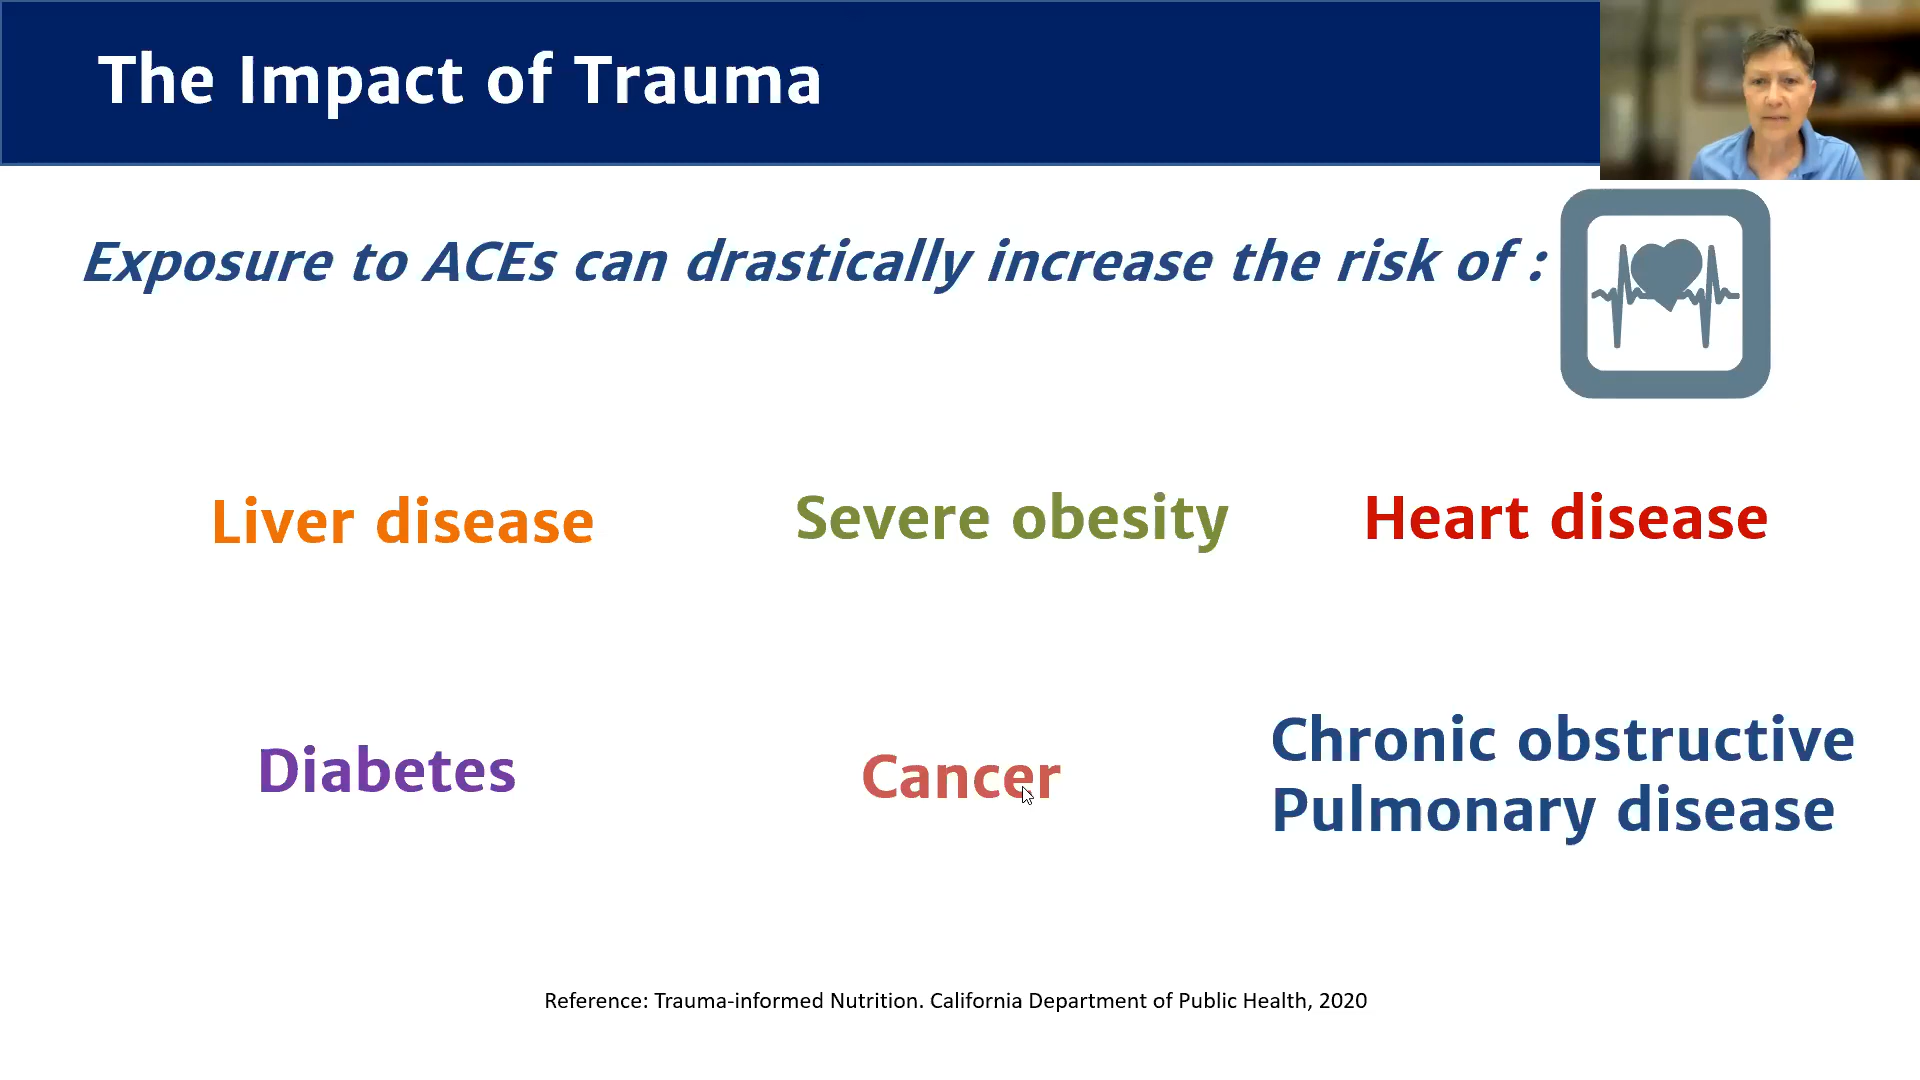 The Impact of Trauma
Exposure to ACEs can drastically increase the risk of :
Liver disease
Severe obesity
Heart disease
Diabetes
Cancer
Chronic obstructive
Pulmonary disease
Reference: Trauma-informed Nutrition. California Department of Public Health, 2020